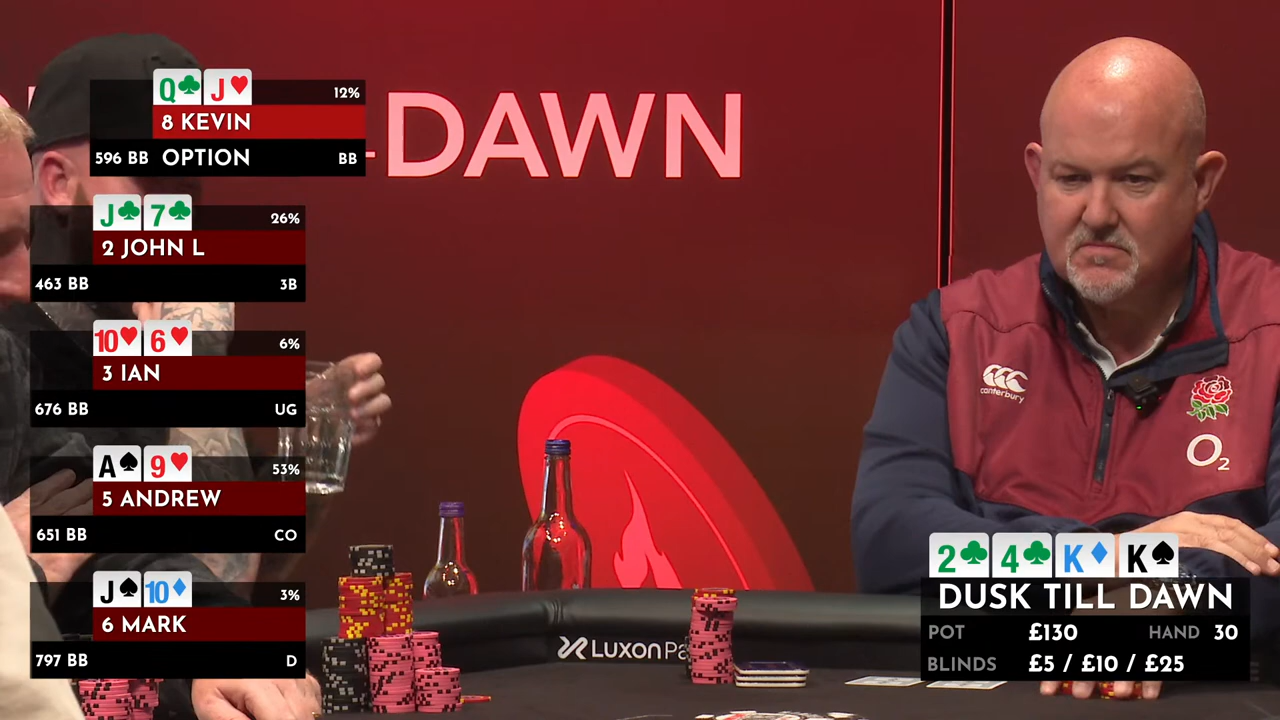 Q♣ J♥ 12%
8 KEVIN
596 BB OPTION BB
-DAWN
J♣ 7♣ 26%
2 JOHN L
463 BB 3B
10♥ 6♥ 6%
3 IAN
676 BB UG
A♠ 9♥ 53%
5 ANDREW
651 BB CO
J♠ 10♦ 3%
6 MARK
797 BB D
canterbury
O2
LUXON
2♣ 4♣ K♦ K♠
DUSK TILL DAWN
POT £130 HAND 30
BLINDS £5 / £10 / £25